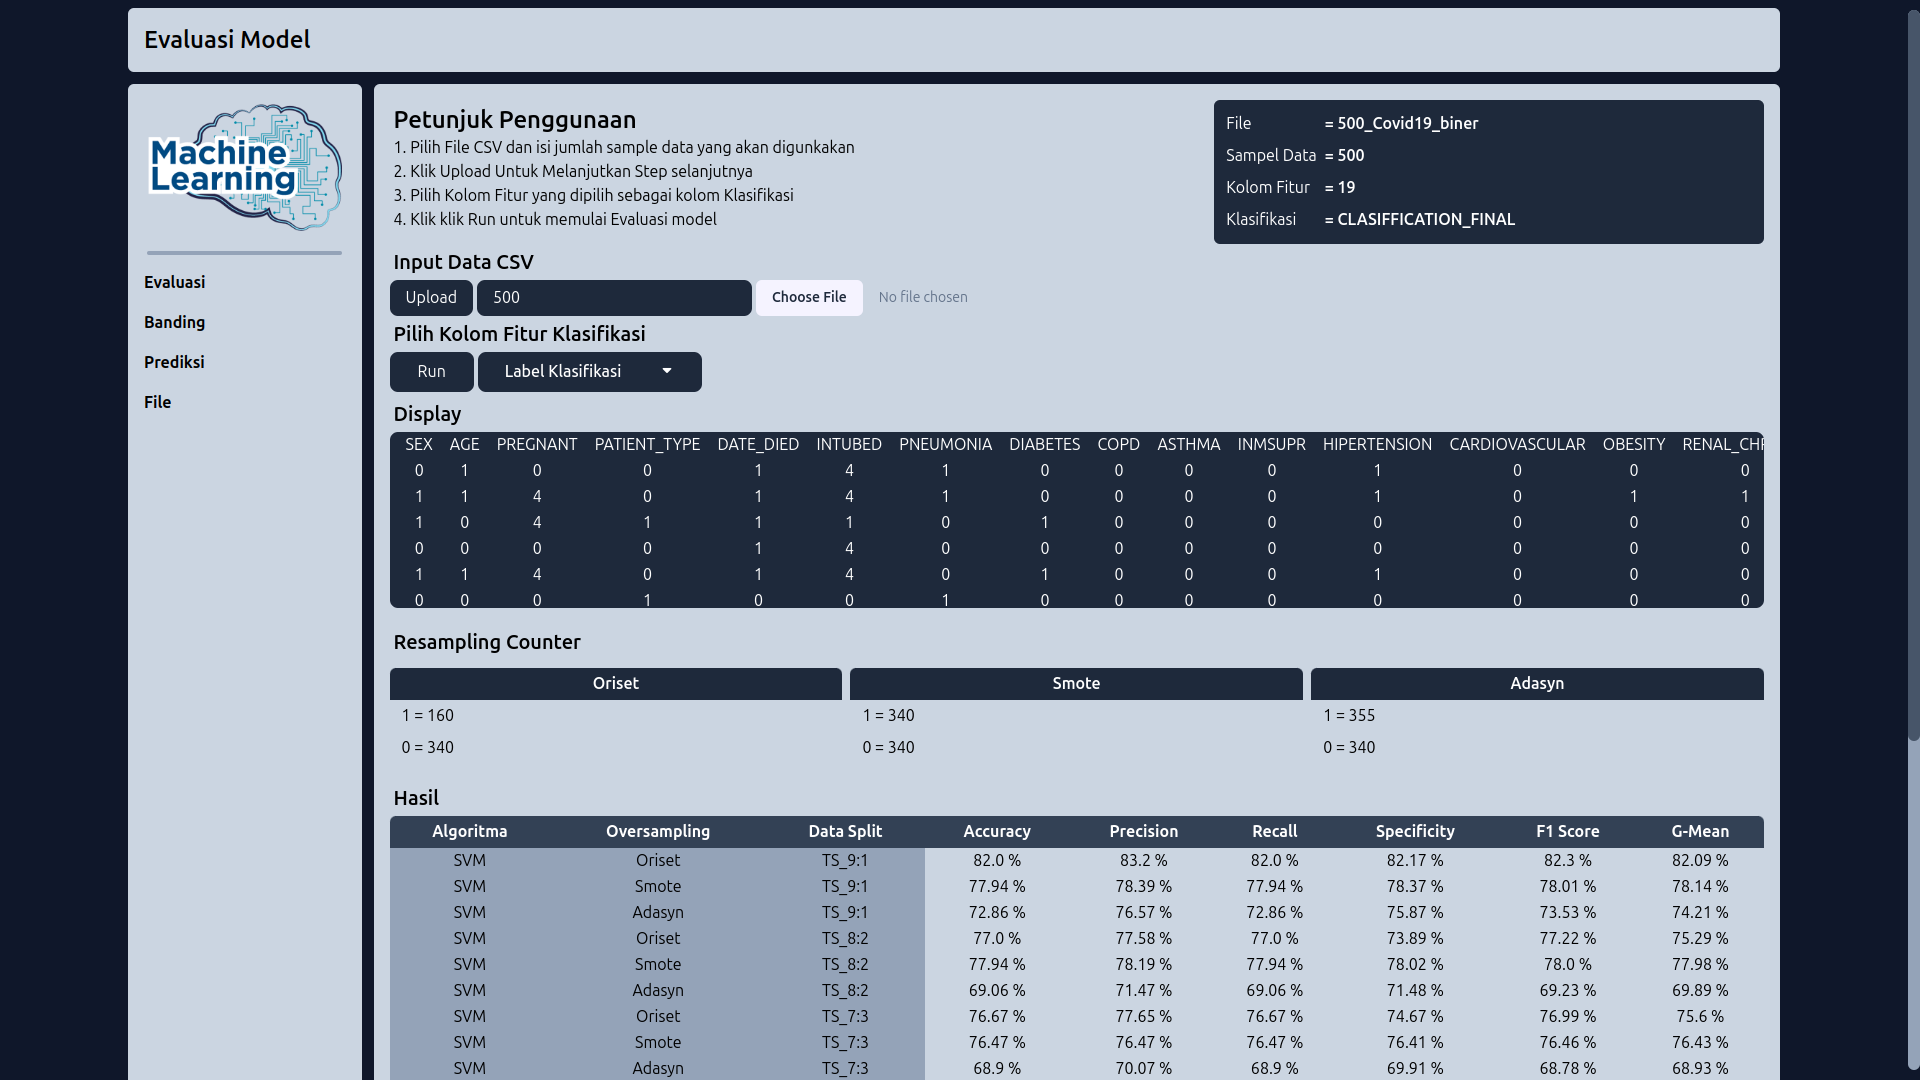 Evaluasi Model
Machine
Learning
Evaluasi
Banding
Prediksi
File
Petunjuk Penggunaan
1. Pilih File CSV dan isi jumlah sample data yang akan digunkakan
2. Klik Upload Untuk Melanjutkan Step selanjutnya
3. Pilih Kolom Fitur yang dipilih sebagai kolom Klasifikasi
4. Klik klik Run untuk memulai Evaluasi model
File = 500_Covid19_biner
Sampel Data = 500
Kolom Fitur = 19
Klasifikasi = CLASIFFICATION_FINAL
Input Data CSV
Upload 500 Choose File No file chosen
Pilih Kolom Fitur Klasifikasi
Run Label Klasifikasi
Display
SEX AGE PREGNANT PATIENT_TYPE DATE_DIED INTUBED PNEUMONIA DIABETES COPD ASTHMA INMSUPR HIPERTENSION CARDIOVASCULAR OBESITY
0 1 0 0 1 4 1 0 0 0 0 1 0 0 0
1 1 4 0 1 4 1 0 0 0 0 1 0 1 1
1 0 4 1 1 1 0 1 0 0 0 0 0 0 0
0 0 0 0 1 4 0 0 0 0 0 0 0 0 0
1 1 4 0 1 4 0 1 0 0 0 1 0 0 0
0 0 0 1 0 0 1 0 0 0 0 0 0 0 0
Resampling Counter
Oriset Smote Adasyn
1 = 160 1 = 340 1 = 355
0 = 340 0 = 340 0 = 340
Hasil
Algoritma Oversampling Data Split Accuracy Precision Recall Specificity F1 Score G-Mean
SVM Oriset TS_9:1 82.0 % 83.2 % 82.0 % 82.17 % 82.3 % 82.09 %
SVM Smote TS_9:1 77.94 % 78.39 % 77.94 % 78.37 % 78.01 % 78.14 %
SVM Adasyn TS_9:1 72.86 % 76.57 % 72.86 % 75.87 % 73.53 % 74.21 %
SVM Oriset TS_8:2 77.0 % 77.58 % 77.0 % 73.89 % 77.22 % 75.29 %
SVM Smote TS_8:2 77.94 % 78.19 % 77.94 % 78.02 % 78.0 % 77.98 %
SVM Adasyn TS_8:2 69.06 % 71.47 % 69.06 % 71.48 % 69.23 % 69.89 %
SVM Oriset TS_7:3 76.67 % 77.65 % 76.67 % 74.67 % 76.99 % 75.6 %
SVM Smote TS_7:3 76.47 % 76.47 % 76.47 % 76.41 % 76.46 % 76.43 %
SVM Adasyn TS_7:3 68.9 % 70.07 % 68.9 % 69.91 % 68.78 % 68.93 %